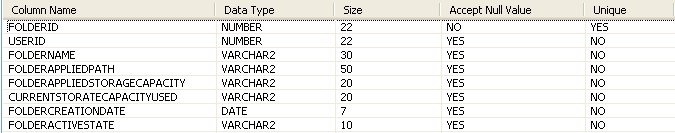 Column Name Data Type Size Accept Null Value Unique
FOLDERID NUMBER 22 NO YES
USERID NUMBER 22 YES NO
FOLDERNAME VARCHAR2 30 YES NO
FOLDERAPPLIEDPATH VARCHAR2 50 YES NO
FOLDERAPPLIEDSTORAGECAPACITY VARCHAR2 20 YES NO
CURRENTSTORATECAPACITYUSED VARCHAR2 20 YES NO
FOLDERCREATIONDATE DATE 7 YES NO
FOLDERACTIVESTATE VARCHAR2 10 YES NO